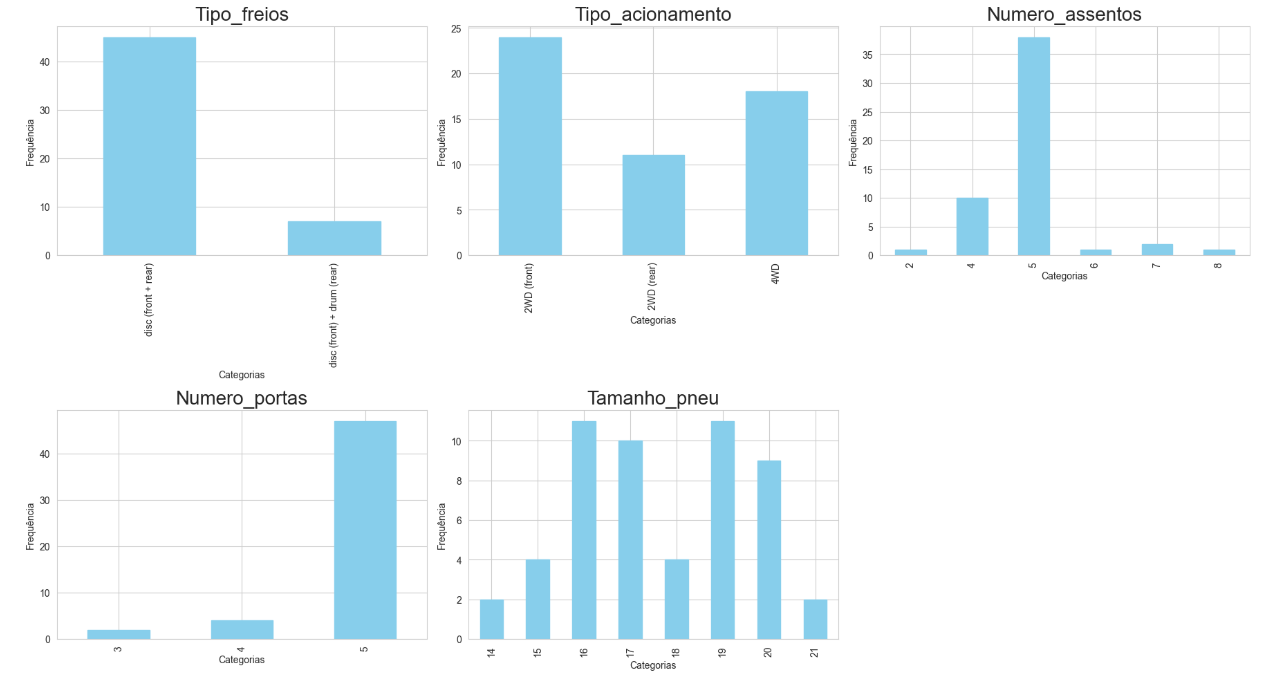 Tipo_freios
Frequência
40
30
20
10
0
disc (front + rear)
disc (front) + drum (rear)
Categorias
Tipo_acionamento
Frequência
25
20
15
10
5
0
2WD (front)
2WD (rear)
4WD
Categorias
Numero_assentos
Frequência
35
30
25
20
15
10
5
0
2
4
5
6
7
8
Categorias
Numero_portas
Frequência
40
30
20
10
0
3
4
5
Categorias
Tamanho_pneu
Frequência
10
8
6
4
2
0
14
15
16
17
18
19
20
21
Categorias